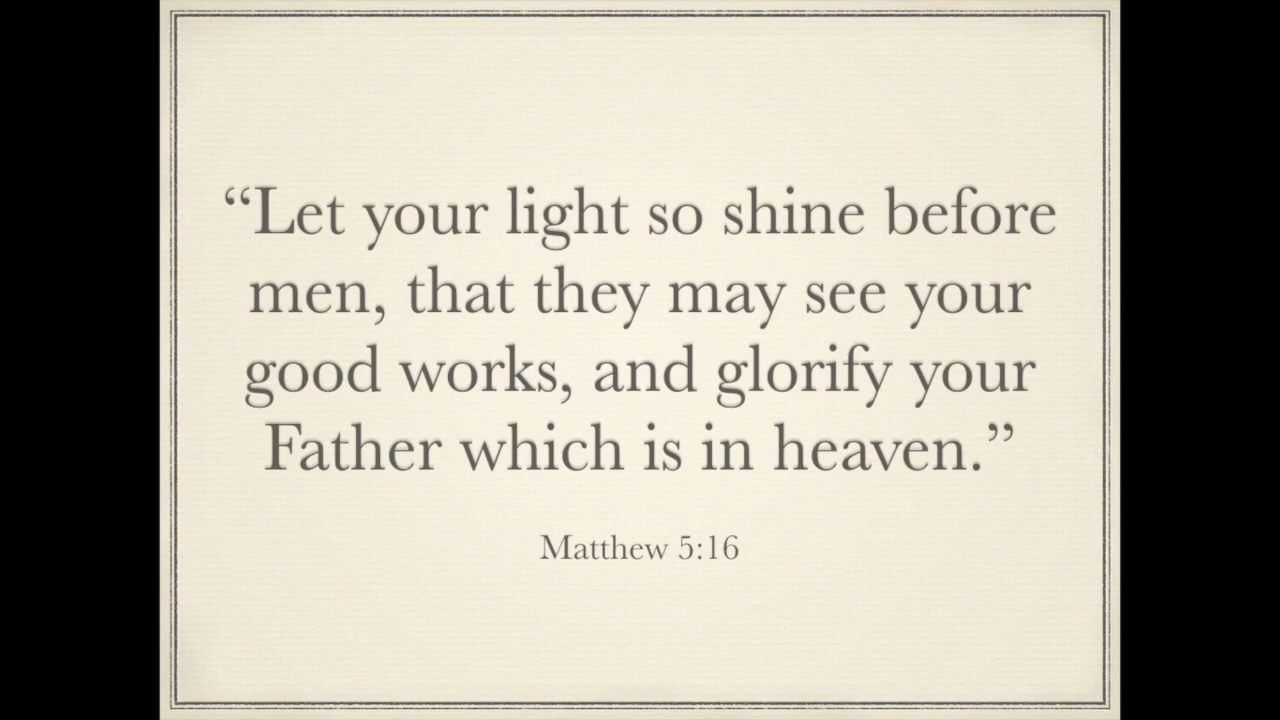 “Let your light so shine before
men, that they may see your
good works, and glorify your
Father which is in heaven.”
Matthew 5:16